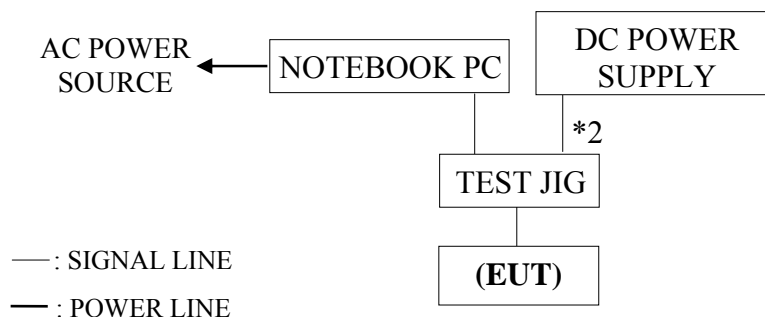 AC POWER
SOURCE
NOTEBOOK PC
DC POWER
SUPPLY
*2
TEST JIG
(EUT)
: SIGNAL LINE
: POWER LINE